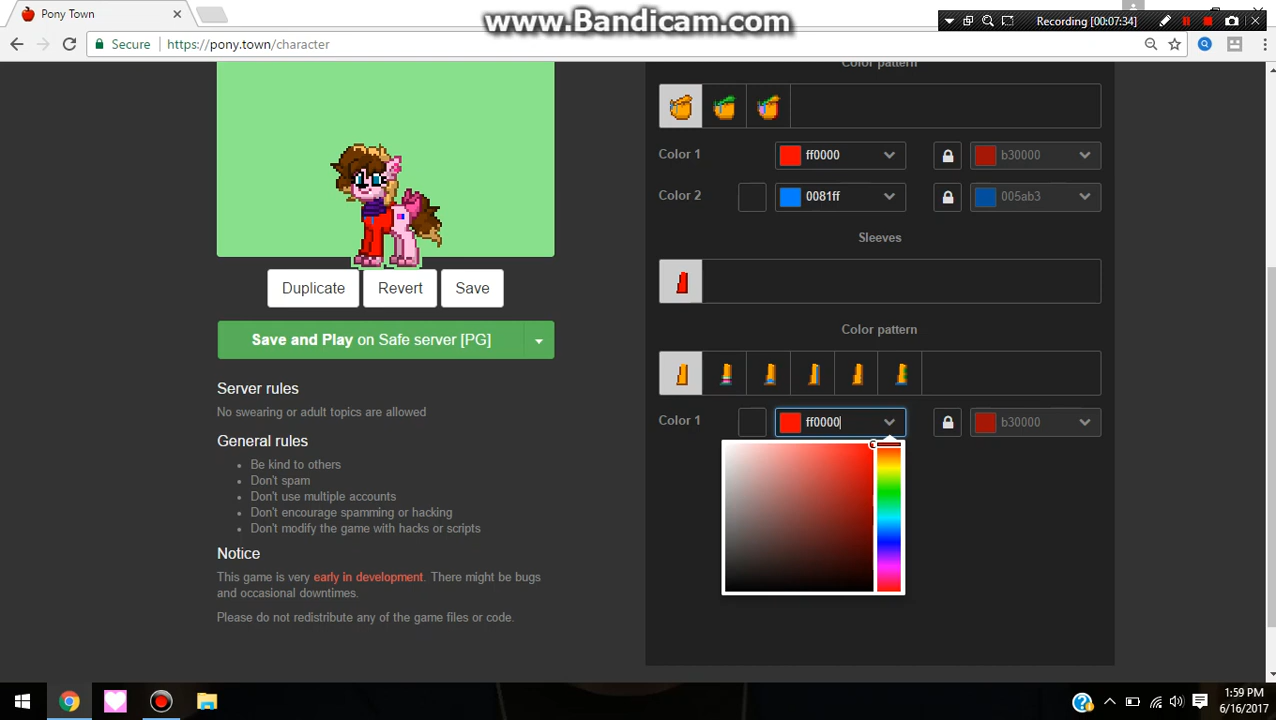 Pony Town
www.Bandicam.com
Recording [00:07:34]
Secure
https://pony.town/character
Color pattern
Color 1
ff0000
b30000
Color 2
0081ff
005ab3
Sleeves
Duplicate
Revert
Save
Color pattern
Save and Play on Safe server [PG]
Server rules
No swearing or adult topics are allowed
Color 1
ff0000
b30000
General rules
Be kind to others
Don't spam
Don't use multiple accounts
Don't encourage spamming or hacking
Don't modify the game with hacks or scripts
Notice
This game is very early in development. There might be bugs
and occasional downtimes.
Please do not redistribute any of the game files or code.
1:59 PM
6/16/2017